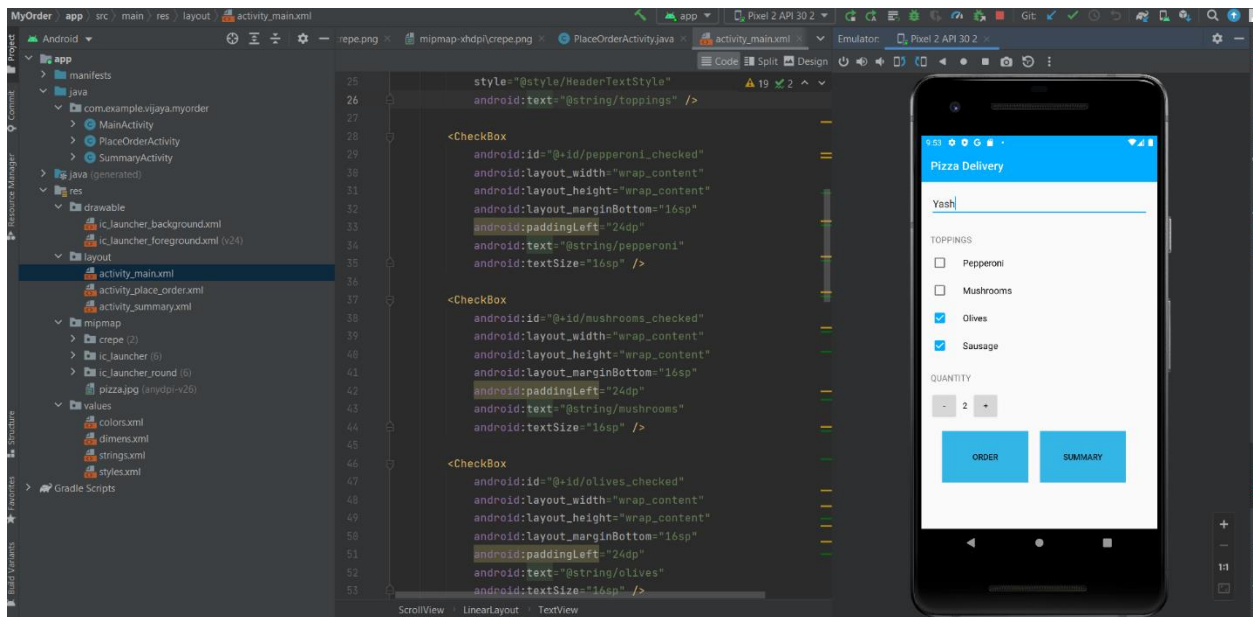 MyOrder app src main res layout activity_main.xml
app
Pixel 2 API 30 2
Git:
Android
repe.png
mipmap-xhdpi\crepe.png
PlaceOrderActivity.java
activity_main.xml
Emulator:
Pixel 2 API 30 2
Code
Split
Design
Project
Commit
Resource Manager
Structure
Favorites
Build Variants
app
manifests
java
com.example.vijaya.myorder
MainActivity
PlaceOrderActivity
SummaryActivity
java (generated)
res
drawable
ic_launcher_background.xml
ic_launcher_foreground.xml (v24)
layout
activity_main.xml
activity_place_order.xml
activity_summary.xml
mipmap
crepe (2)
ic_launcher (6)
ic_launcher_round (6)
pizza.jpg (anydpi-v26)
values
colors.xml
dimens.xml
strings.xml
styles.xml
Gradle Scripts
19 2
25 style="@style/HeaderTextStyle"
26 android:text="@string/toppings" />
27
28 <CheckBox
29 android:id="@+id/pepperoni_checked"
30 android:layout_width="wrap_content"
31 android:layout_height="wrap_content"
32 android:layout_marginBottom="16sp"
33 android:paddingLeft="24dp"
34 android:text="@string/pepperoni"
35 android:textSize="16sp" />
36
37 <CheckBox
38 android:id="@+id/mushrooms_checked"
39 android:layout_width="wrap_content"
40 android:layout_height="wrap_content"
41 android:layout_marginBottom="16sp"
42 android:paddingLeft="24dp"
43 android:text="@string/mushrooms"
44 android:textSize="16sp" />
45
46 <CheckBox
47 android:id="@+id/olives_checked"
48 android:layout_width="wrap_content"
49 android:layout_height="wrap_content"
50 android:layout_marginBottom="16sp"
51 android:paddingLeft="24dp"
52 android:text="@string/olives"
53 android:textSize="16sp" />
ScrollView LinearLayout TextView
9:53 G
Pizza Delivery
Yash
TOPPINGS
Pepperoni
Mushrooms
Olives
Sausage
QUANTITY
- 2 +
ORDER
SUMMARY
+
-
1:1